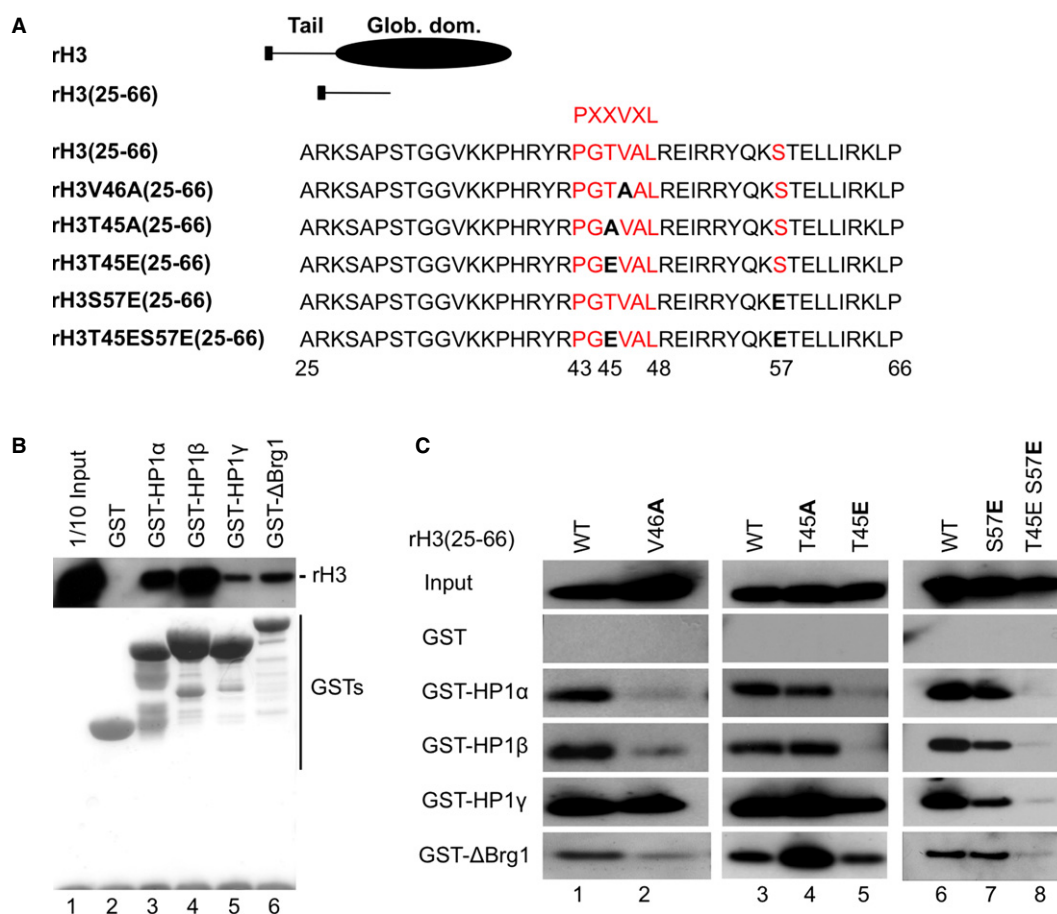 A
Tail Glob. dom.
rH3
rH3(25-66)
PXXVXL
rH3(25-66) ARKSAPSTGGVKKPHRYRPGTVALREIRRYQKSTELLIRKLP
rH3V46A(25-66) ARKSAPSTGGVKKPHRYRPGTAALREIRRYQKSTELLIRKLP
rH3T45A(25-66) ARKSAPSTGGVKKPHRYRPGAVALREIRRYQKSTELLIRKLP
rH3T45E(25-66) ARKSAPSTGGVKKPHRYRPGEVALREIRRYQKSTELLIRKLP
rH3S57E(25-66) ARKSAPSTGGVKKPHRYRPGTVALREIRRYQKETELLIRKLP
rH3T45ES57E(25-66) ARKSAPSTGGVKKPHRYRPGEVALREIRRYQKETELLIRKLP
25 43 45 48 57 66
B
1/10 Input
GST
GST-HP1α
GST-HP1β
GST-HP1γ
GST-ΔBrg1
- rH3
GSTs
1 2 3 4 5 6
C
rH3(25-66) WT V46A WT T45A T45E WT S57E T45E S57E
Input
GST
GST-HP1α
GST-HP1β
GST-HP1γ
GST-ΔBrg1
1 2 3 4 5 6 7 8